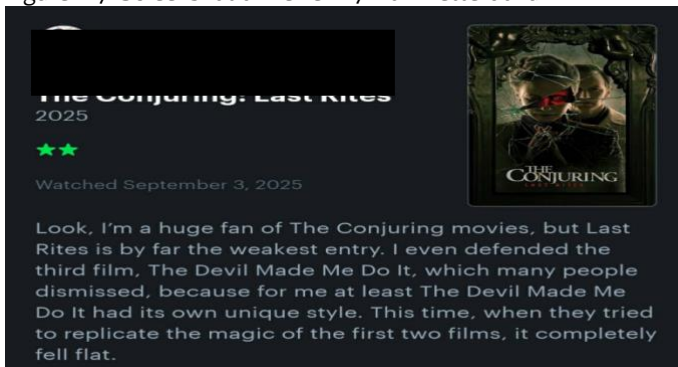 The Conjuring: Last Rites
2025
Watched September 3, 2025
THE
CONJURING
LAST RITES
Look, I'm a huge fan of The Conjuring movies, but Last
Rites is by far the weakest entry. I even defended the
third film, The Devil Made Me Do It, which many people
dismissed, because for me at least The Devil Made Me
Do It had its own unique style. This time, when they tried
to replicate the magic of the first two films, it completely
fell flat.